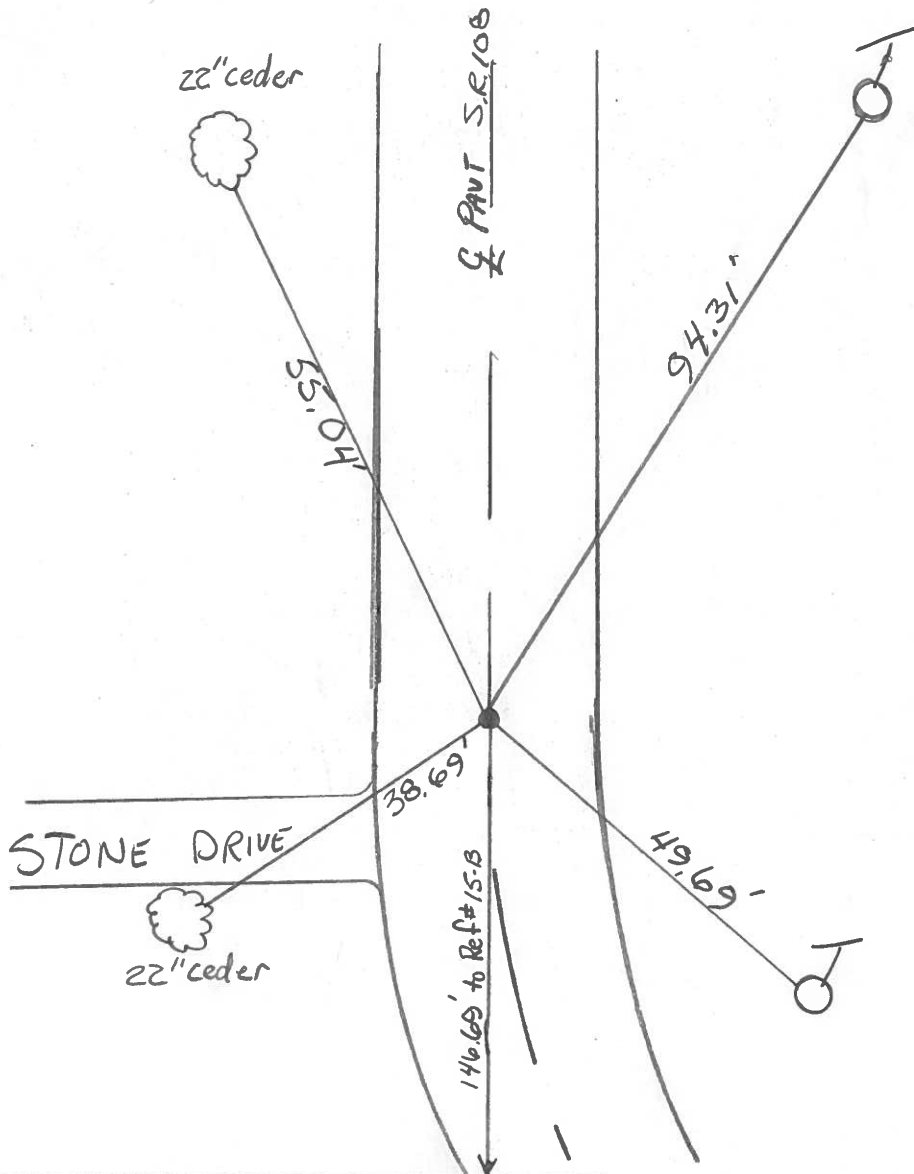 22" ceder
℄ PAVT S.R. 108
94.31'
55.04'
38.69'
STONE DRIVE
49.69'
22" ceder
146.69' to Ref # 15-B